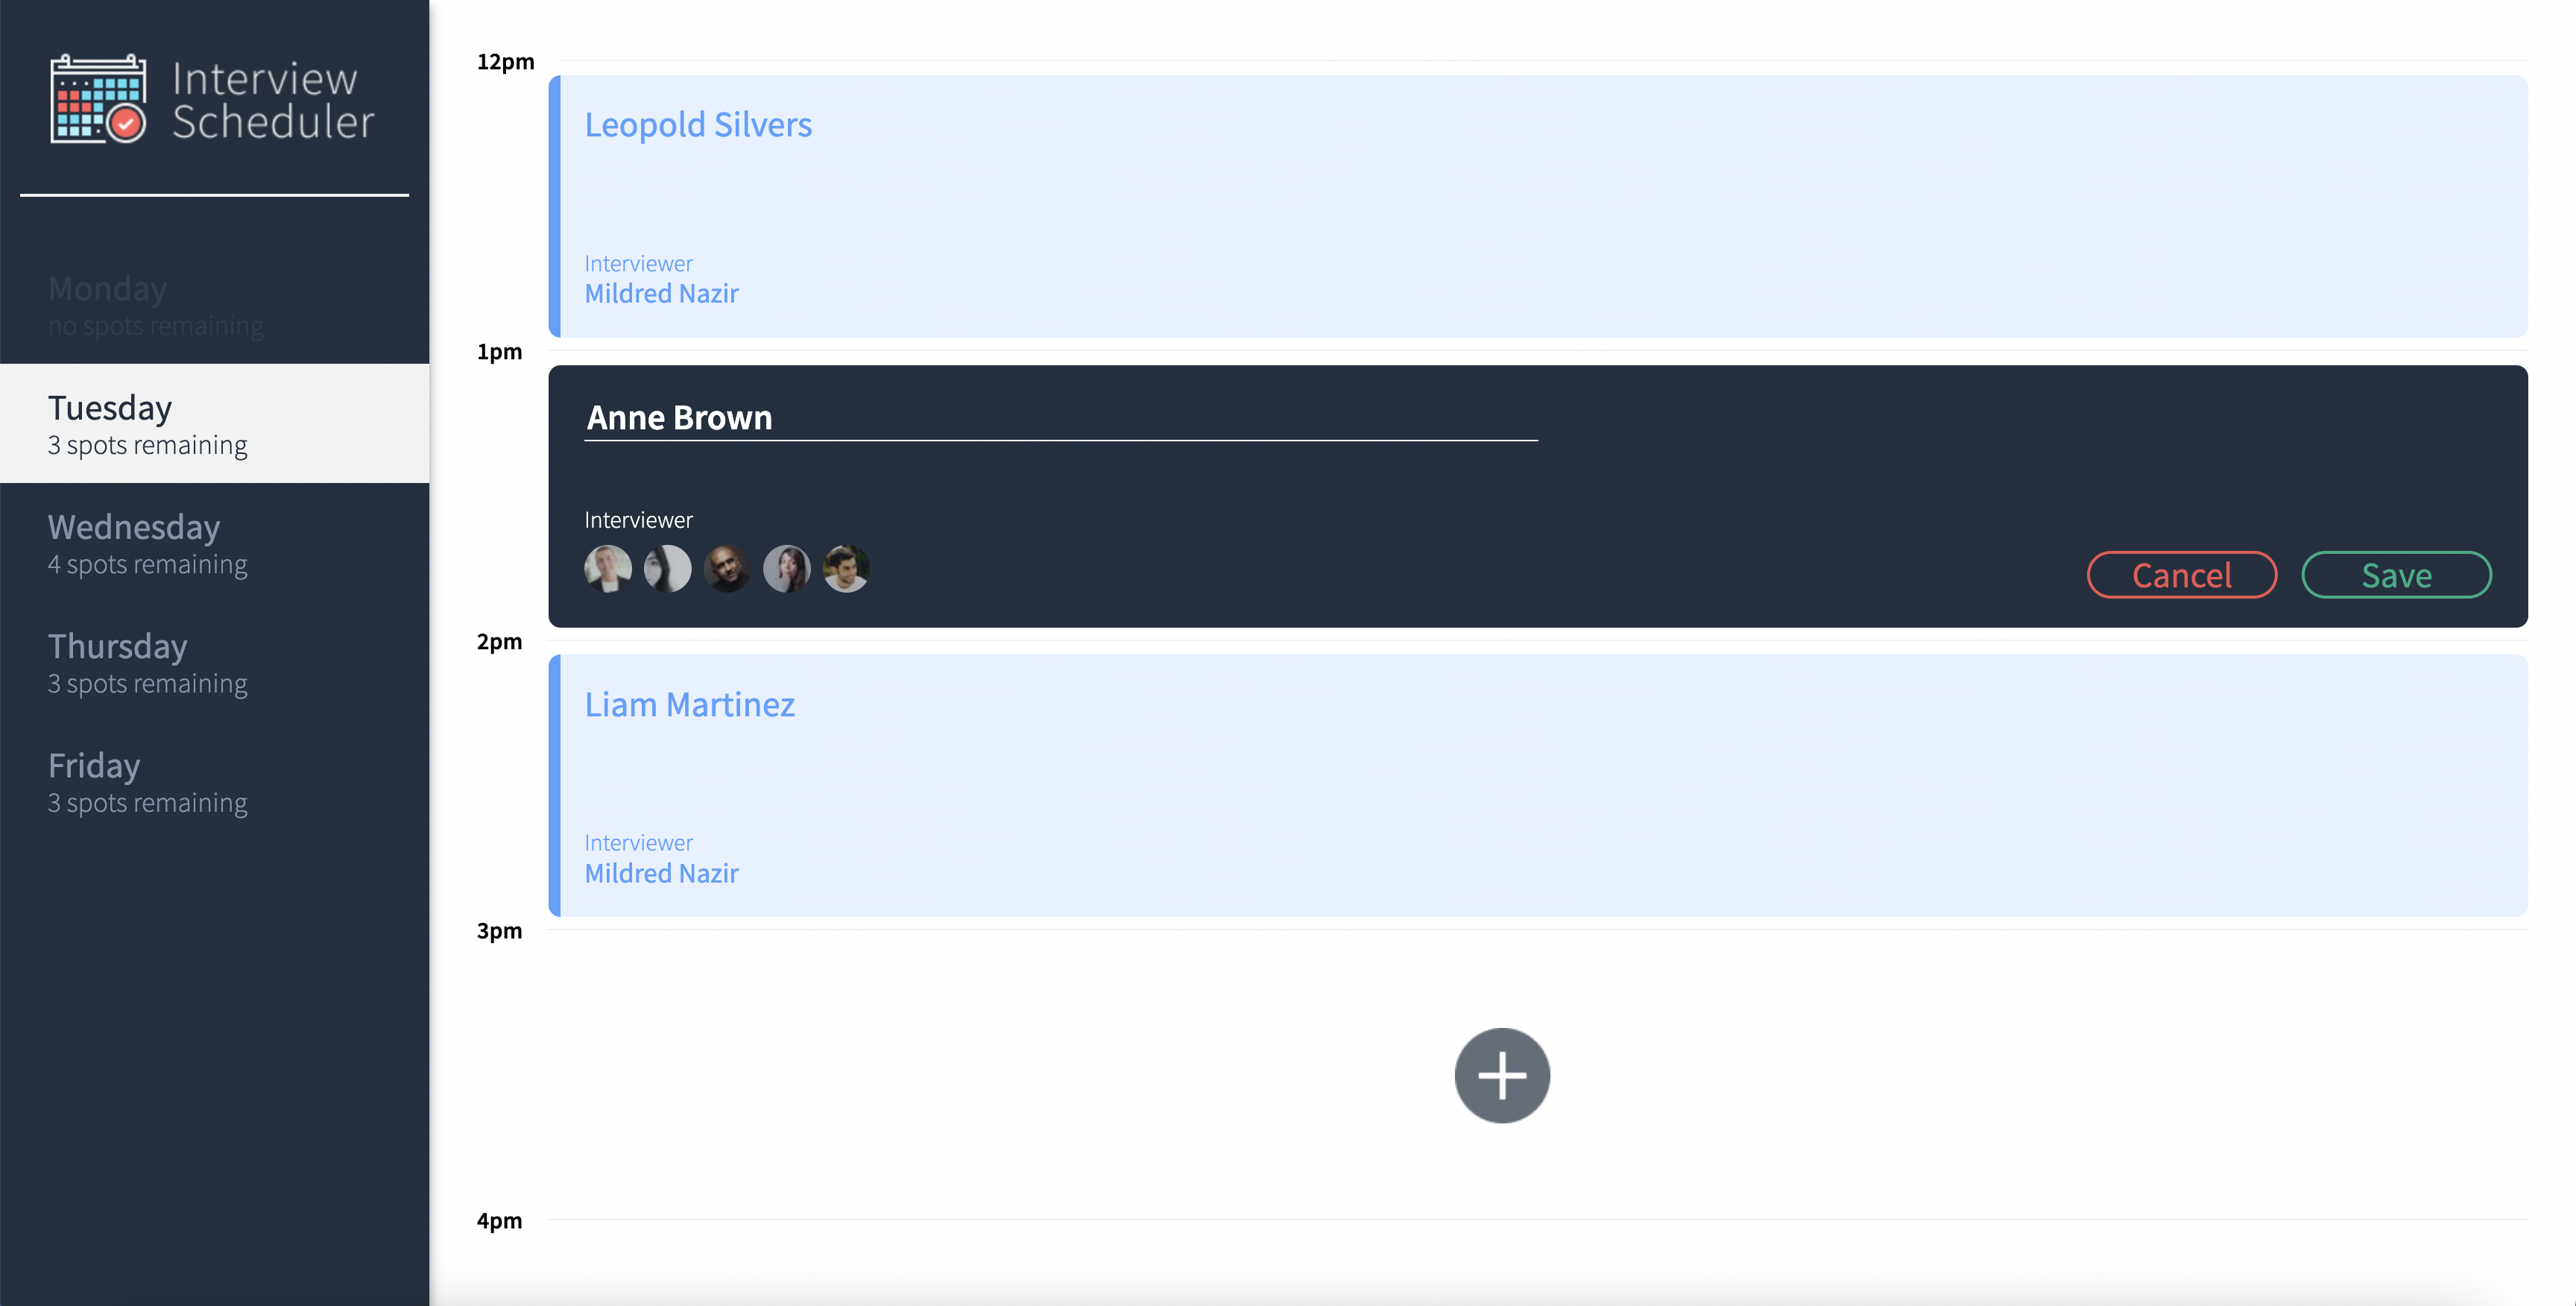 Interview
Scheduler
Monday
no spots remaining
Tuesday
3 spots remaining
Wednesday
4 spots remaining
Thursday
3 spots remaining
Friday
3 spots remaining
12pm
Leopold Silvers
Interviewer
Mildred Nazir
1pm
Anne Brown
Interviewer
Cancel
Save
2pm
Liam Martinez
Interviewer
Mildred Nazir
3pm
4pm